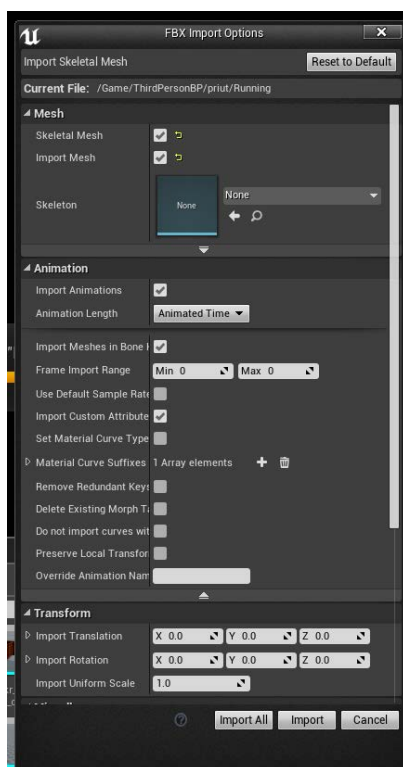 FBX Import Options
Import Skeletal Mesh Reset to Default
Current File: /Game/ThirdPersonBP/priut/Running
Mesh
Skeletal Mesh
Import Mesh
Skeleton None None
Animation
Import Animations
Animation Length Animated Time
Import Meshes in Bone
Frame Import Range Min 0 Max 0
Use Default Sample Rate
Import Custom Attribute
Set Material Curve Type
Material Curve Suffixes 1 Array elements
Remove Redundant Keys
Delete Existing Morph Ta
Do not import curves wit
Preserve Local Transfor
Override Animation Nam
Transform
Import Translation X 0.0 Y 0.0 Z 0.0
Import Rotation X 0.0 Y 0.0 Z 0.0
Import Uniform Scale 1.0
Import All Import Cancel